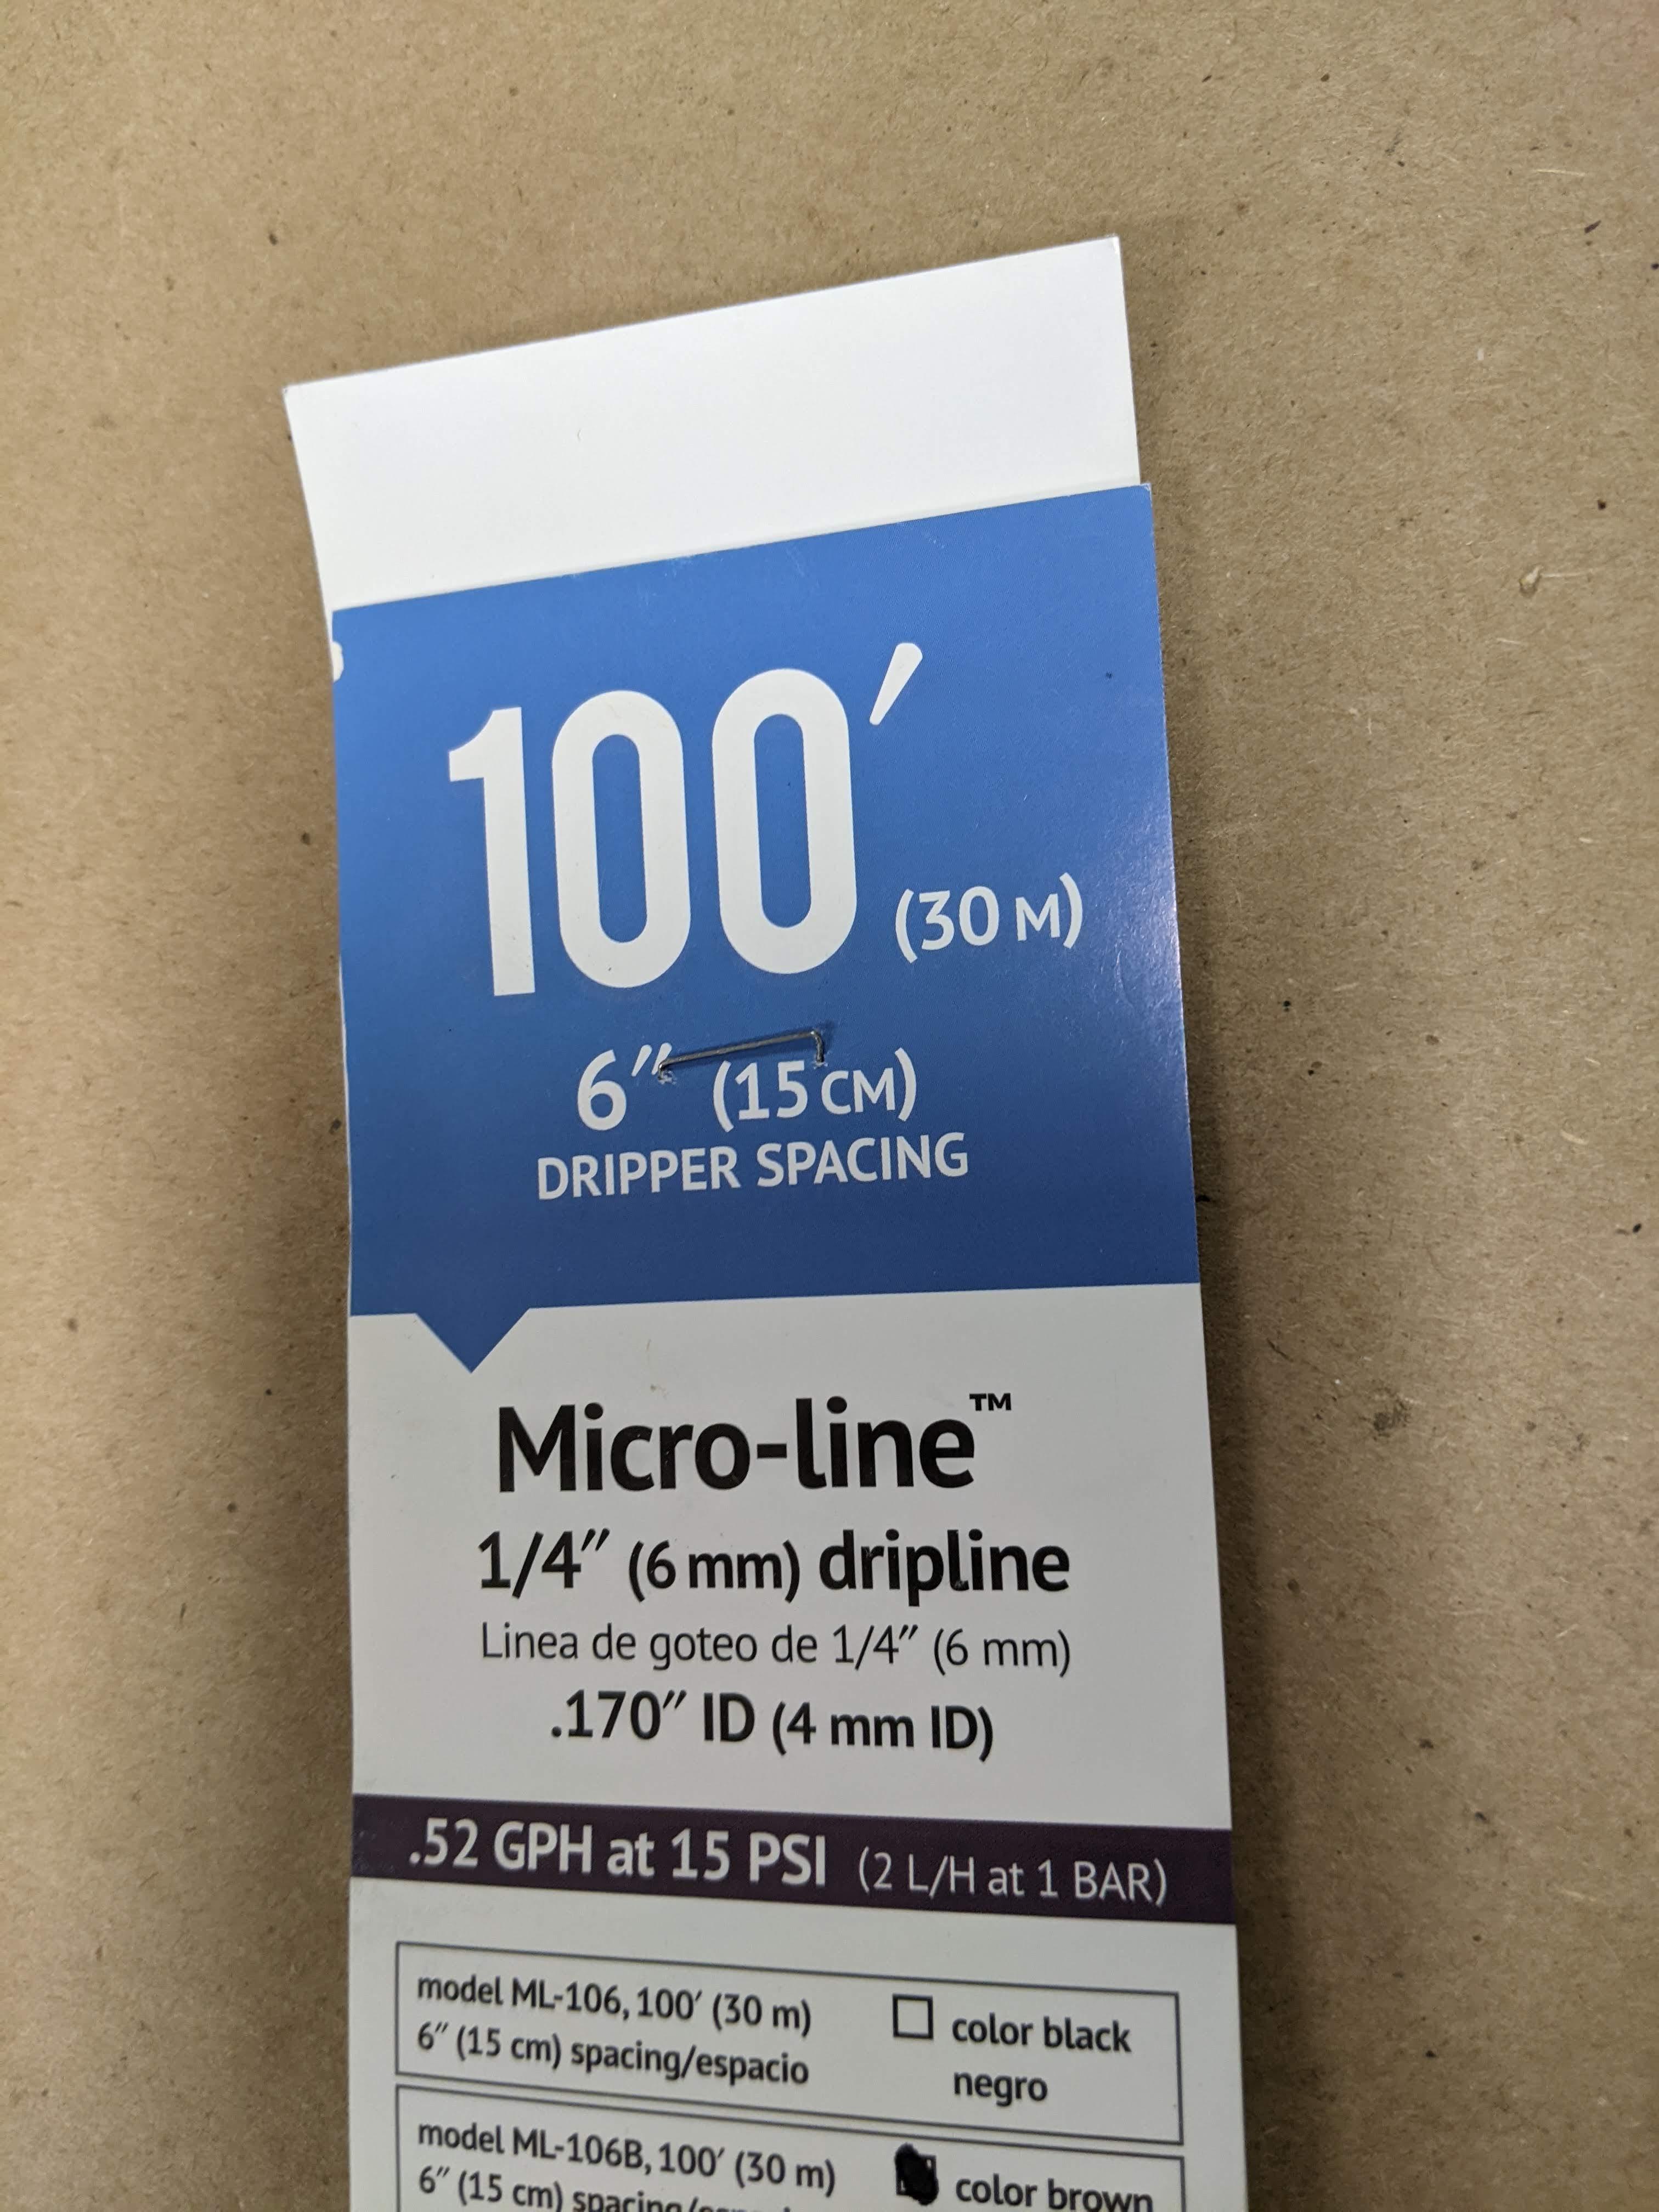 100′ (30 M)
6″ (15 CM)
DRIPPER SPACING
Micro-line™
1/4″ (6 mm) dripline
Linea de goteo de 1/4″ (6 mm)
.170″ ID (4 mm ID)
.52 GPH at 15 PSI (2 L/H at 1 BAR)
model ML-106, 100′ (30 m)
6″ (15 cm) spacing/espacio
color black
negro
model ML-106B, 100′ (30 m)
6″ (15 cm)
color brown